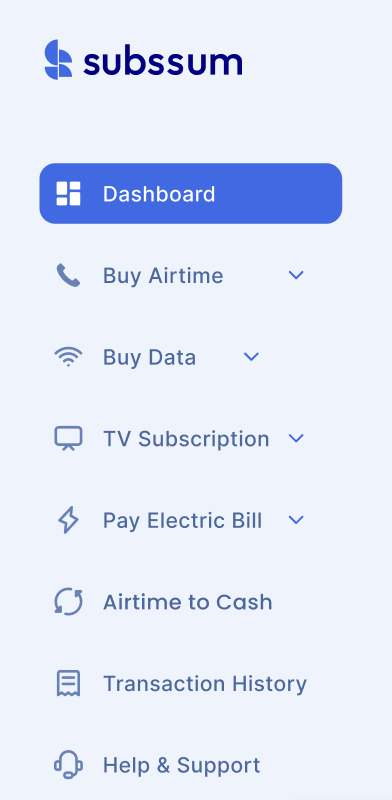 subssum
Dashboard
Buy Airtime
Buy Data
TV Subscription
Pay Electric Bill
Airtime to Cash
Transaction History
Help & Support